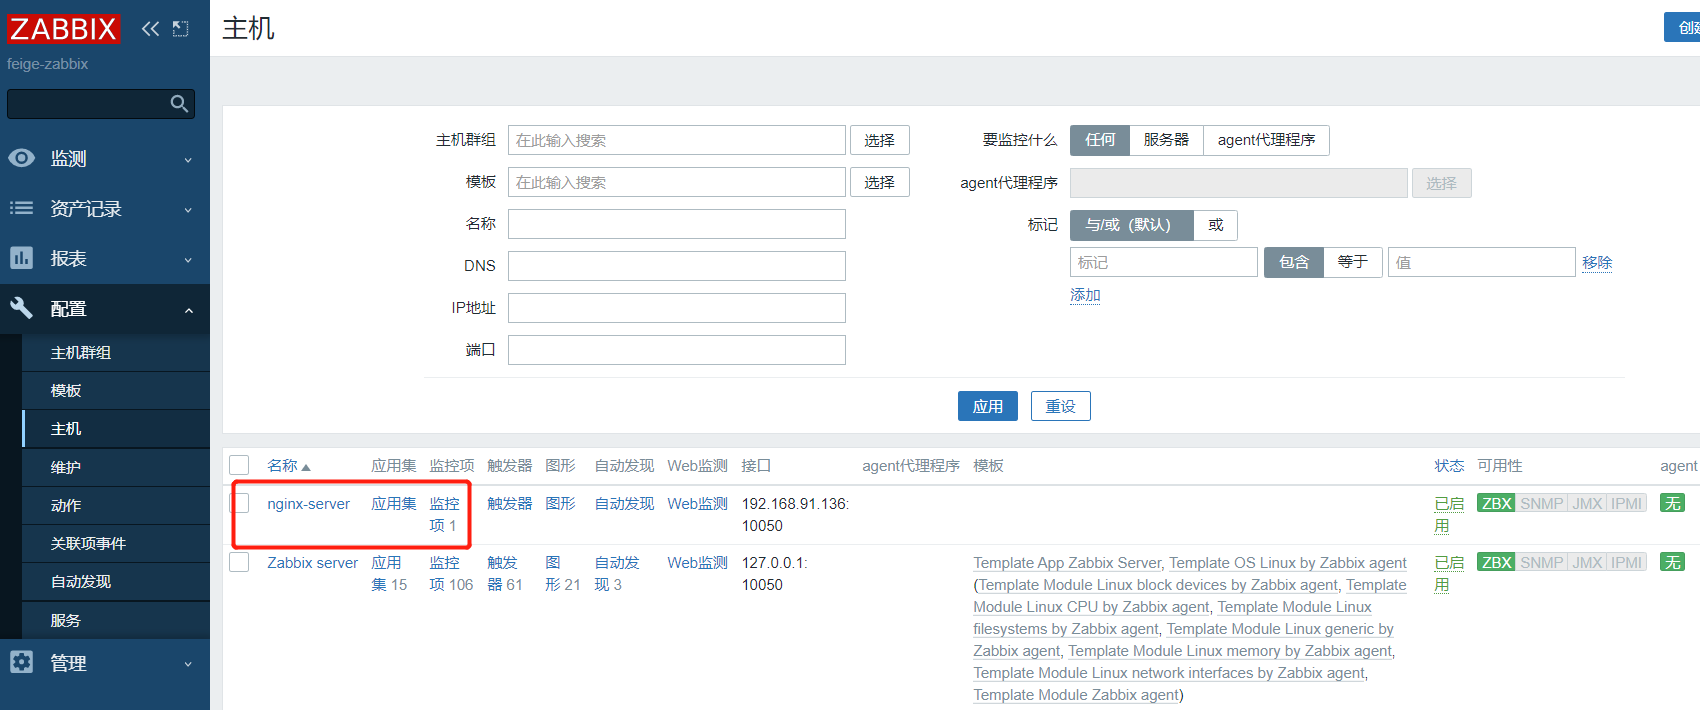 ZABBIX
feige-zabbix
监测
资产记录
报表
配置
主机群组
模板
主机
维护
动作
关联项事件
自动发现
服务
管理
主机
主机群组 在此输入搜索 选择
模板 在此输入搜索 选择
名称
DNS
IP地址
端口
要监控什么 任何 服务器 agent代理程序
agent代理程序 选择
标记 与/或（默认） 或
标记 包含 等于 值 移除
添加
应用 重设
名称 应用集 监控项 触发器 图形 自动发现 Web监测 接口 agent代理程序 模板 状态 可用性 agent
nginx-server 应用集 监控 触发器 图形 自动发现 Web监测 192.168.91.136: 已启 ZBX SNMP JMX IPMI 无
项 1 10050 用
Zabbix server 应用 监控 触发 图 自动发 Web监测 127.0.0.1: Template App Zabbix Server, Template OS Linux by Zabbix agent 已启 ZBX SNMP JMX IPMI 无
集 15 项 106 器 61 形 21 现 3 10050 (Template Module Linux block devices by Zabbix agent, Template 用
Module Linux CPU by Zabbix agent, Template Module Linux
filesystems by Zabbix agent, Template Module Linux generic by
Zabbix agent, Template Module Linux memory by Zabbix agent,
Template Module Linux network interfaces by Zabbix agent,
Template Module Zabbix agent)